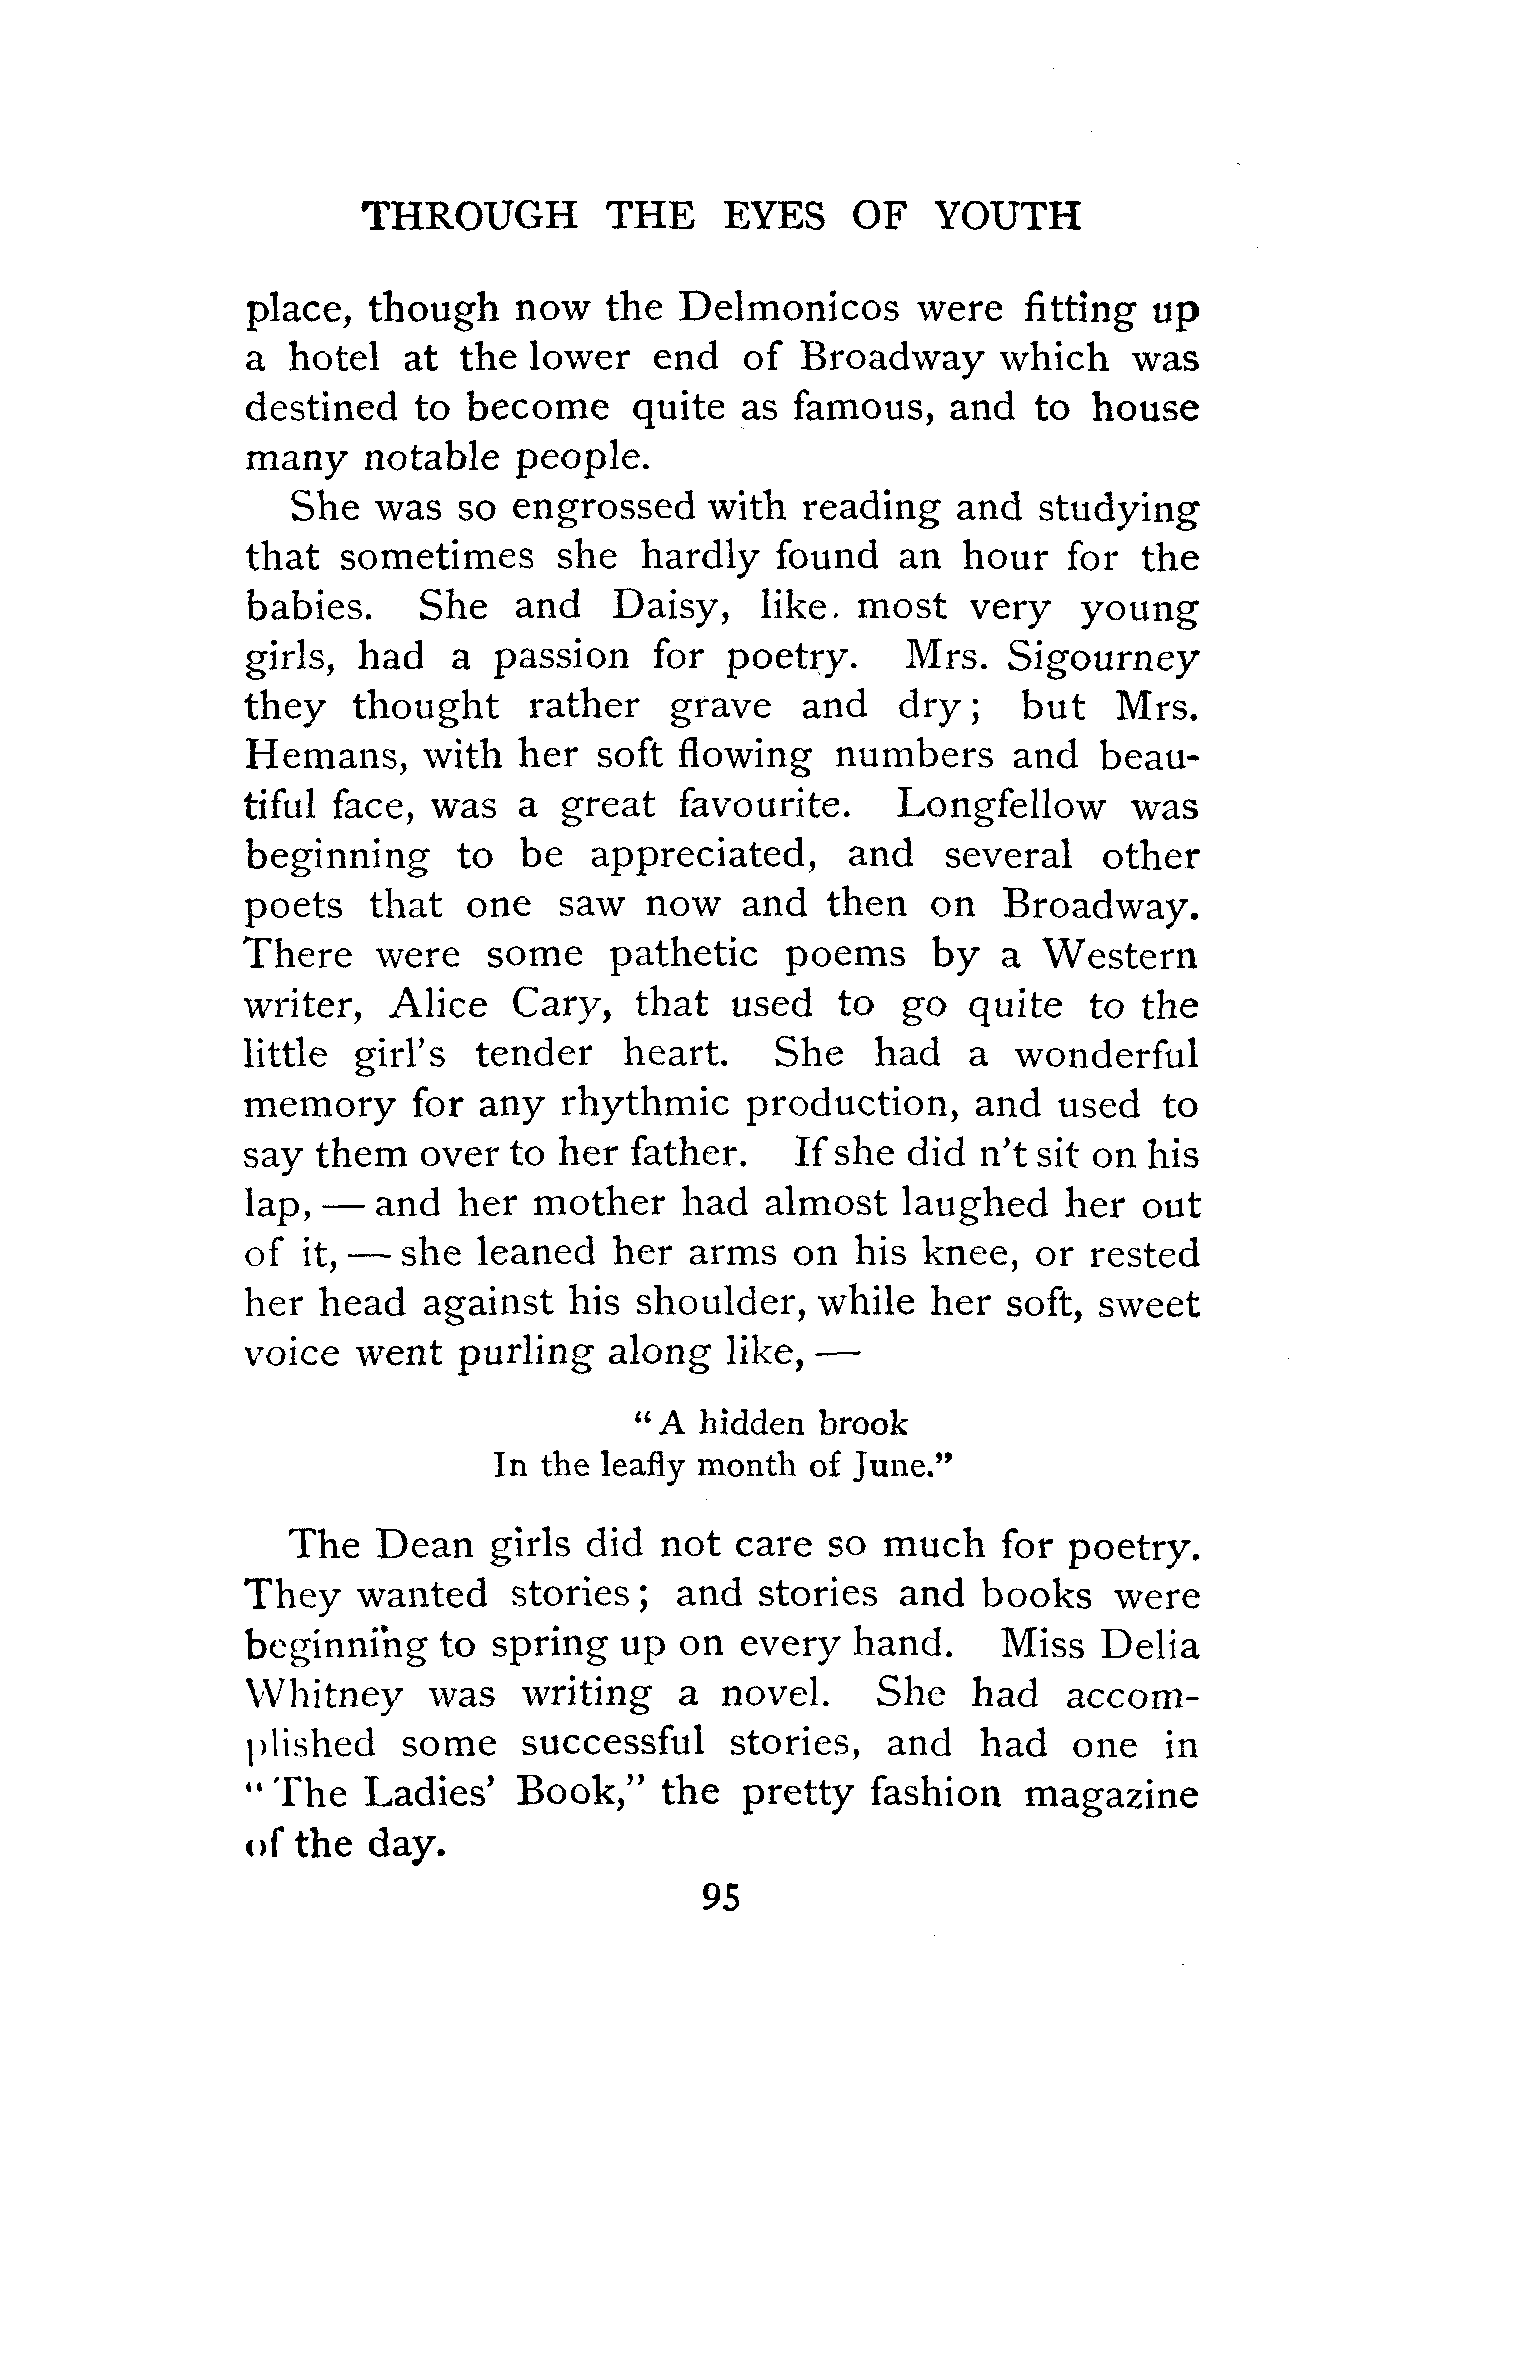 THROUGH THE EYES OF YOUTH
place, though now the Delmonicos were fitting up
a hotel at the lower end of Broadway which was
destined to become quite as famous, and to house
many notable people.
She was so engrossed with reading and studying
that sometimes she hardly found an hour for the
babies. She and Daisy, like. most very young
girls, had a passion for poetry. Mrs. Sigourney
they thought rather grave and dry; but Mrs.
Hemans, with her soft flowing numbers and beau-
tiful face, was a great favourite. Longfellow was
beginning to be appreciated, and several other
poets that one saw now and then on Broadway.
There were some pathetic poems by a Western
writer, Alice Cary, that used to go quite to the
little girl's tender heart. She had a wonderful
memory for any rhythmic production, and used to
say them over to her father. If she did n't sit on his
lap, — and her mother had almost laughed her out
of it, — she leaned her arms on his knee, or rested
her head against his shoulder, while her soft, sweet
voice went purling along like, —
"A hidden brook
In the leafly month of June."
The Dean girls did not care so much for poetry.
They wanted stories; and stories and books were
beginning to spring up on every hand. Miss Delia
Whitney was writing a novel. She had accom-
plished some successful stories, and had one in
"The Ladies' Book," the pretty fashion magazine
of the day.
95